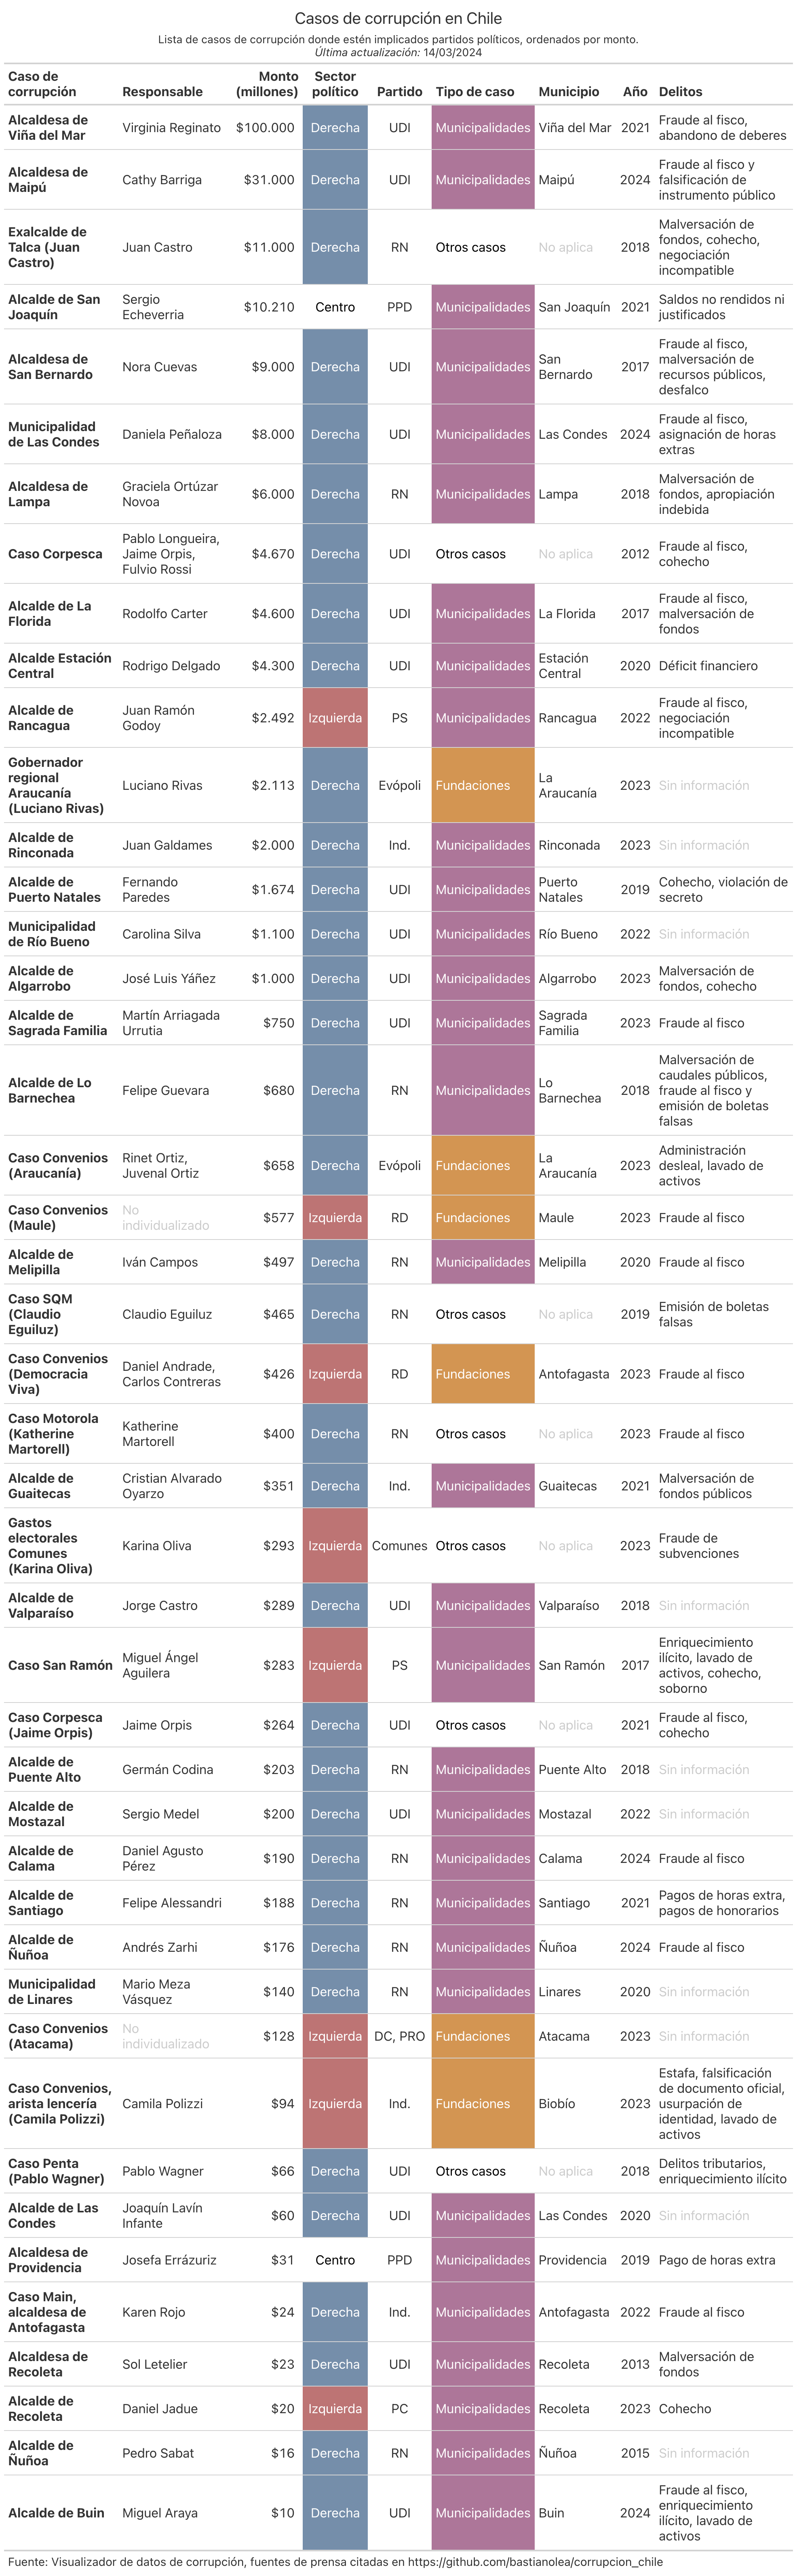 Casos de corrupción en Chile
Lista de casos de corrupción donde estén implicados partidos políticos, ordenados por monto.
Última actualización: 14/03/2024
Caso de corrupción Responsable Monto (millones) Sector político Partido Tipo de caso Municipio Año Delitos
Alcaldesa de Viña del Mar Virginia Reginato $100.000 Derecha UDI Municipalidades Viña del Mar 2021 Fraude al fisco, abandono de deberes
Alcaldesa de Maipú Cathy Barriga $31.000 Derecha UDI Municipalidades Maipú 2024 Fraude al fisco y falsificación de instrumento público
Exalcalde de Talca (Juan Castro) Juan Castro $11.000 Derecha RN Otros casos No aplica 2018 Malversación de fondos, cohecho, negociación incompatible
Alcalde de San Joaquín Sergio Echeverria $10.210 Centro PPD Municipalidades San Joaquín 2021 Saldos no rendidos ni justificados
Alcaldesa de San Bernardo Nora Cuevas $9.000 Derecha UDI Municipalidades San Bernardo 2017 Fraude al fisco, malversación de recursos públicos, desfalco
Municipalidad de Las Condes Daniela Peñaloza $8.000 Derecha UDI Municipalidades Las Condes 2024 Fraude al fisco, asignación de horas extras
Alcaldesa de Lampa Graciela Ortúzar Novoa $6.000 Derecha RN Municipalidades Lampa 2018 Malversación de fondos, apropiación indebida
Caso Corpesca Pablo Longueira, Jaime Orpis, Fulvio Rossi $4.670 Derecha UDI Otros casos No aplica 2012 Fraude al fisco, cohecho
Alcalde de La Florida Rodolfo Carter $4.600 Derecha UDI Municipalidades La Florida 2017 Fraude al fisco, malversación de fondos
Alcalde Estación Central Rodrigo Delgado $4.300 Derecha UDI Municipalidades Estación Central 2020 Déficit financiero
Alcalde de Rancagua Juan Ramón Godoy $2.492 Izquierda PS Municipalidades Rancagua 2022 Fraude al fisco, negociación incompatible
Gobernador regional Araucanía (Luciano Rivas) Luciano Rivas $2.113 Derecha Evópoli Fundaciones La Araucanía 2023 Sin información
Alcalde de Rinconada Juan Galdames $2.000 Derecha Ind. Municipalidades Rinconada 2023 Sin información
Alcalde de Puerto Natales Fernando Paredes $1.674 Derecha UDI Municipalidades Puerto Natales 2019 Cohecho, violación de secreto
Municipalidad de Río Bueno Carolina Silva $1.100 Derecha UDI Municipalidades Río Bueno 2022 Sin información
Alcalde de Algarrobo José Luis Yáñez $1.000 Derecha UDI Municipalidades Algarrobo 2023 Malversación de fondos, cohecho
Alcalde de Sagrada Familia Martín Arriagada Urrutia $750 Derecha UDI Municipalidades Sagrada Familia 2023 Fraude al fisco
Alcalde de Lo Barnechea Felipe Guevara $680 Derecha RN Municipalidades Lo Barnechea 2018 Malversación de caudales públicos, fraude al fisco y emisión de boletas falsas
Caso Convenios (Araucanía) Rinet Ortiz, Juvenal Ortiz $658 Derecha Evópoli Fundaciones La Araucanía 2023 Administración desleal, lavado de activos
Caso Convenios (Maule) No individualizado $577 Izquierda RD Fundaciones Maule 2023 Fraude al fisco
Alcalde de Melipilla Iván Campos $497 Derecha RN Municipalidades Melipilla 2020 Fraude al fisco
Caso SQM (Claudio Eguiluz) Claudio Eguiluz $465 Derecha RN Otros casos No aplica 2019 Emisión de boletas falsas
Caso Convenios (Democracia Viva) Daniel Andrade, Carlos Contreras $426 Izquierda RD Fundaciones Antofagasta 2023 Fraude al fisco
Caso Motorola (Katherine Martorell) Katherine Martorell $400 Derecha RN Otros casos No aplica 2023 Fraude al fisco
Alcalde de Guaitecas Cristian Alvarado Oyarzo $351 Derecha Ind. Municipalidades Guaitecas 2021 Malversación de fondos públicos
Gastos electorales Comunes (Karina Oliva) Karina Oliva $293 Izquierda Comunes Otros casos No aplica 2023 Fraude de subvenciones
Alcalde de Valparaíso Jorge Castro $289 Derecha UDI Municipalidades Valparaíso 2018 Sin información
Caso San Ramón Miguel Ángel Aguilera $283 Izquierda PS Municipalidades San Ramón 2017 Enriquecimiento ilícito, lavado de activos, cohecho, soborno
Caso Corpesca (Jaime Orpis) Jaime Orpis $264 Derecha UDI Otros casos No aplica 2021 Fraude al fisco, cohecho
Alcalde de Puente Alto Germán Codina $203 Derecha RN Municipalidades Puente Alto 2018 Sin información
Alcalde de Mostazal Sergio Medel $200 Derecha UDI Municipalidades Mostazal 2022 Sin información
Alcalde de Calama Daniel Agusto Pérez $190 Derecha RN Municipalidades Calama 2024 Fraude al fisco
Alcalde de Santiago Felipe Alessandri $188 Derecha RN Municipalidades Santiago 2021 Pagos de horas extra, pagos de honorarios
Alcalde de Ñuñoa Andrés Zarhi $176 Derecha RN Municipalidades Ñuñoa 2024 Fraude al fisco
Municipalidad de Linares Mario Meza Vásquez $140 Derecha RN Municipalidades Linares 2020 Sin información
Caso Convenios (Atacama) No individualizado $128 Izquierda DC, PRO Fundaciones Atacama 2023 Sin información
Caso Convenios, arista lencería (Camila Polizzi) Camila Polizzi $94 Izquierda Ind. Fundaciones Biobío 2023 Estafa, falsificación de documento oficial, usurpación de identidad, lavado de activos
Caso Penta (Pablo Wagner) Pablo Wagner $66 Derecha UDI Otros casos No aplica 2018 Delitos tributarios, enriquecimiento ilícito
Alcalde de Las Condes Joaquín Lavín Infante $60 Derecha UDI Municipalidades Las Condes 2020 Sin información
Alcaldesa de Providencia Josefa Errázuriz $31 Centro PPD Municipalidades Providencia 2019 Pago de horas extra
Caso Main, alcaldesa de Antofagasta Karen Rojo $24 Derecha Ind. Municipalidades Antofagasta 2022 Fraude al fisco
Alcaldesa de Recoleta Sol Letelier $23 Derecha UDI Municipalidades Recoleta 2013 Malversación de fondos
Alcalde de Recoleta Daniel Jadue $20 Izquierda PC Municipalidades Recoleta 2023 Cohecho
Alcalde de Ñuñoa Pedro Sabat $16 Derecha RN Municipalidades Ñuñoa 2015 Sin información
Alcalde de Buin Miguel Araya $10 Derecha UDI Municipalidades Buin 2024 Fraude al fisco, enriquecimiento ilícito, lavado de activos
Fuente: Visualizador de datos de corrupción, fuentes de prensa citadas en https://github.com/bastianolea/corrupcion_chile